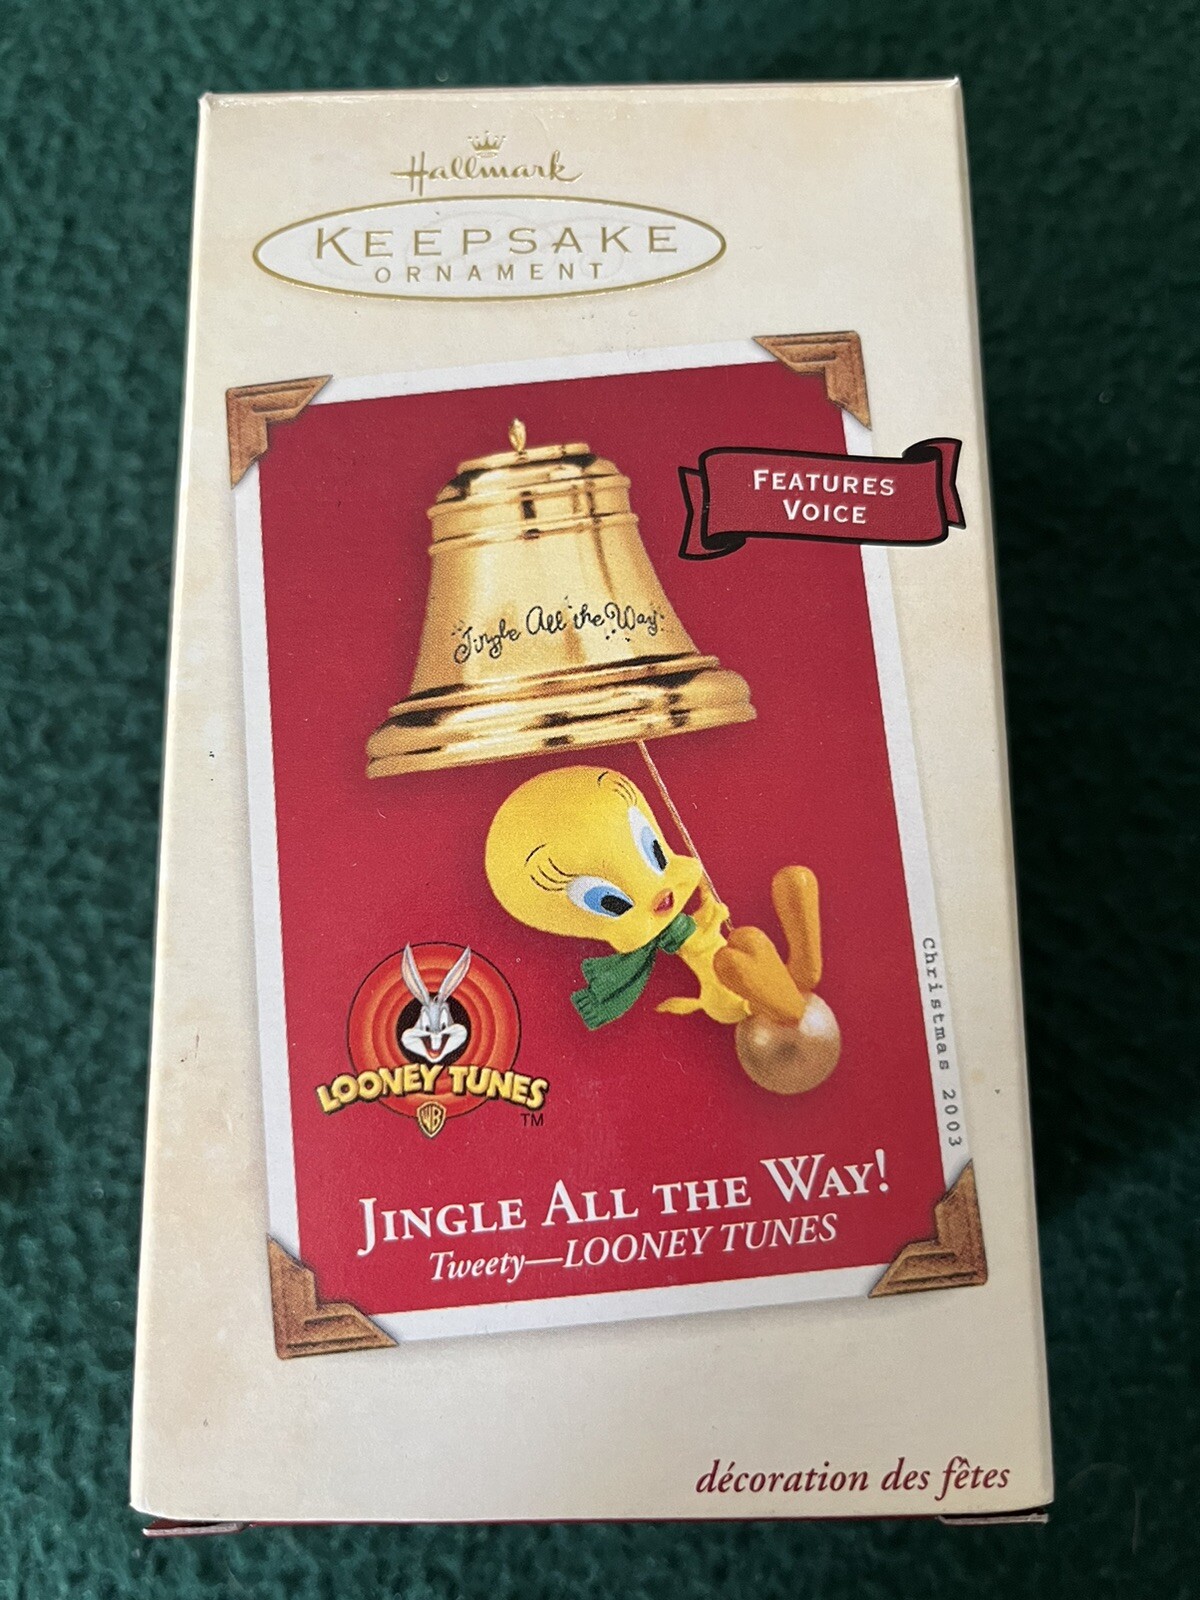 Hallmark
KEEPSAKE
ORNAMENT
FEATURES
VOICE
Jingle All the Way!
LOONEY TUNES
WB
TM
Christmas 2003
JINGLE ALL THE WAY!
Tweety—LOONEY TUNES
décoration des fêtes